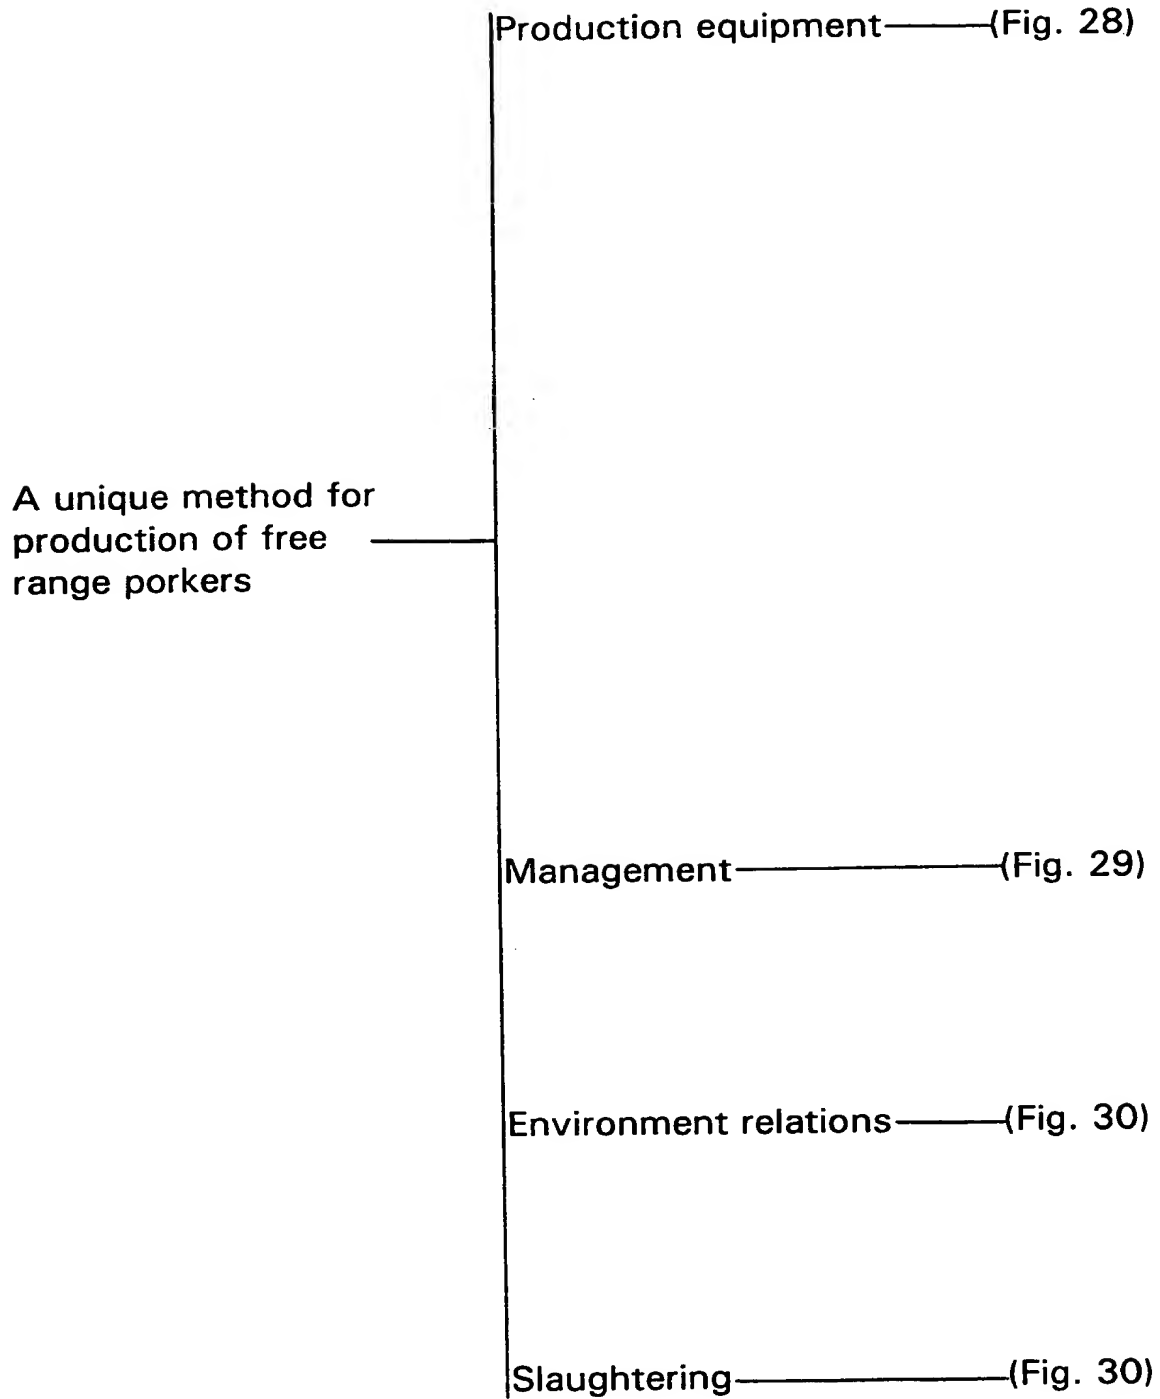 Production equipment (Fig. 28)
A unique method for
production of free
range porkers
Management (Fig. 29)
Environment relations (Fig. 30)
Slaughtering (Fig. 30)